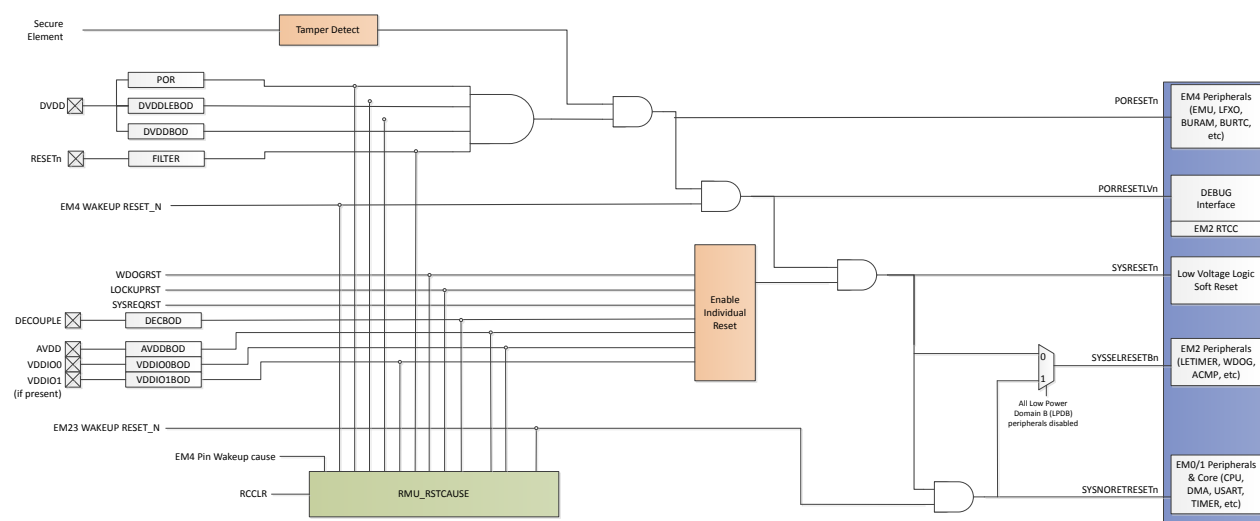 Secure
Element
Tamper Detect
POR
DVDD
DVDDLEBOD
DVDDBOD
RESETn
FILTER
EM4 WAKEUP RESET_N
WDOGRST
LOCKUPRST
SYSREQRST
DECOUPLE
DECBOD
AVDD
AVDDBOD
VDDIO0
VDDIO0BOD
VDDIO1
VDDIO1BOD
(if present)
EM23 WAKEUP RESET_N
EM4 Pin Wakeup cause
RCCLR
RMU_RSTCAUSE
Enable
Individual
Reset
0
1
All Low Power
Domain B (LPDB)
peripherals disabled
PORESETn
EM4 Peripherals
(EMU, LFXO,
BURAM, BURTC,
etc)
PORRESETLVn
DEBUG
Interface
EM2 RTCC
SYSRESETn
Low Voltage Logic
Soft Reset
SYSSELRESETBn
EM2 Peripherals
(LETIMER, WDOG,
ACMP, etc)
SYSNORETRESETn
EM0/1 Peripherals
& Core (CPU,
DMA, USART,
TIMER, etc)